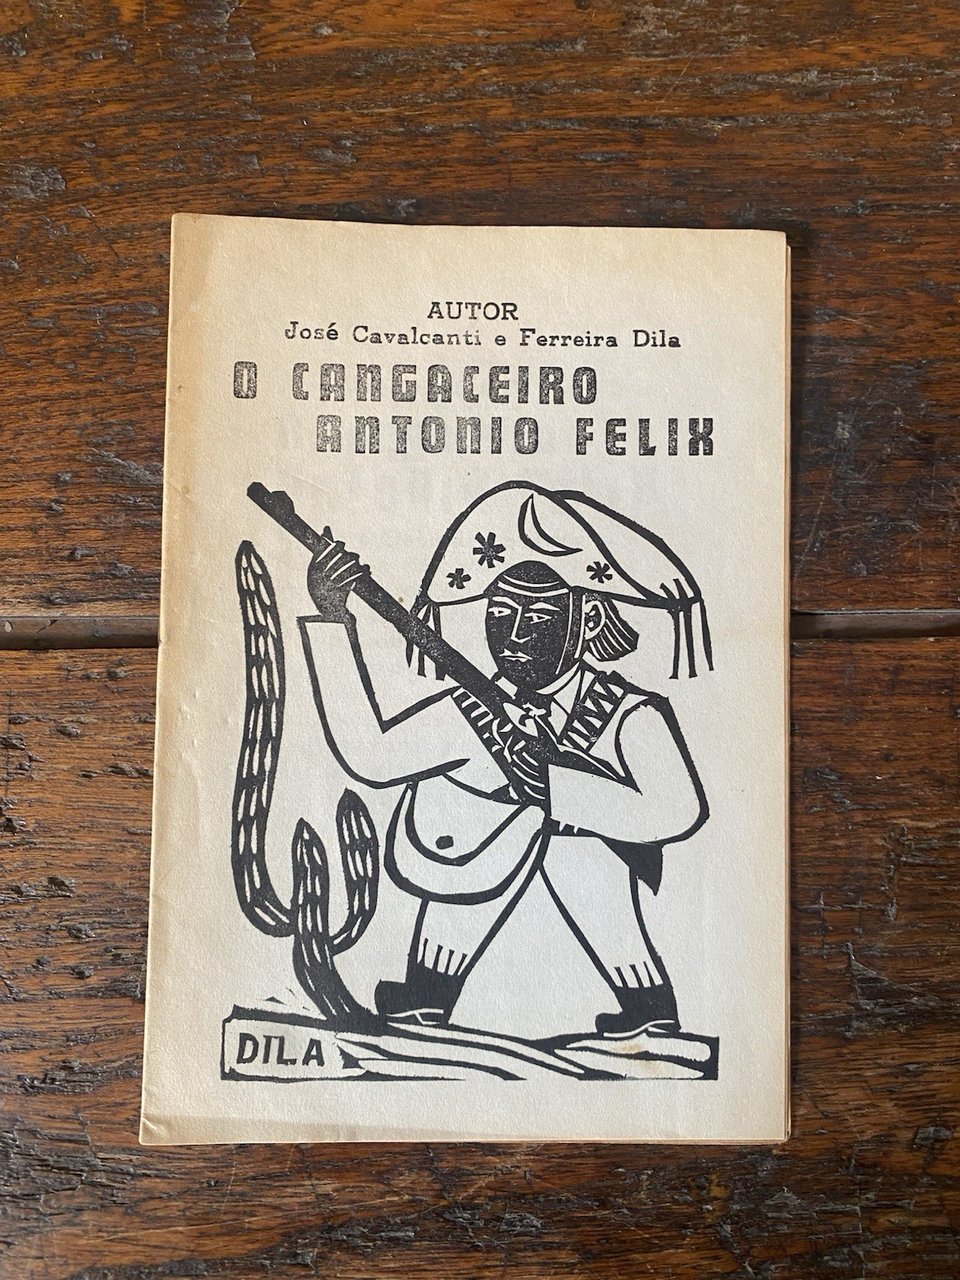 AUTOR
José Cavalcanti e Ferreira Dila
O CANGACEIRO
ANTONIO FELIX
DILA